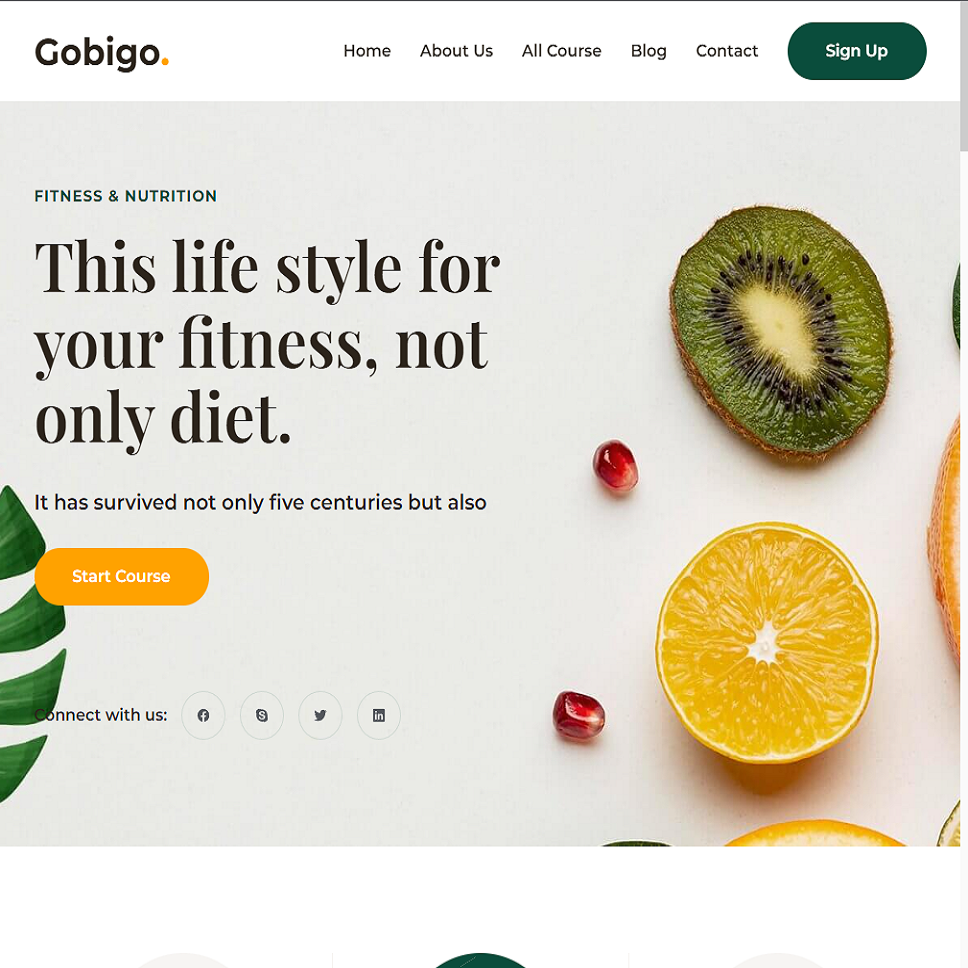 Gobigo.
Home About Us All Course Blog Contact Sign Up
FITNESS & NUTRITION
This life style for
your fitness, not
only diet.
It has survived not only five centuries but also
Start Course
Connect with us: